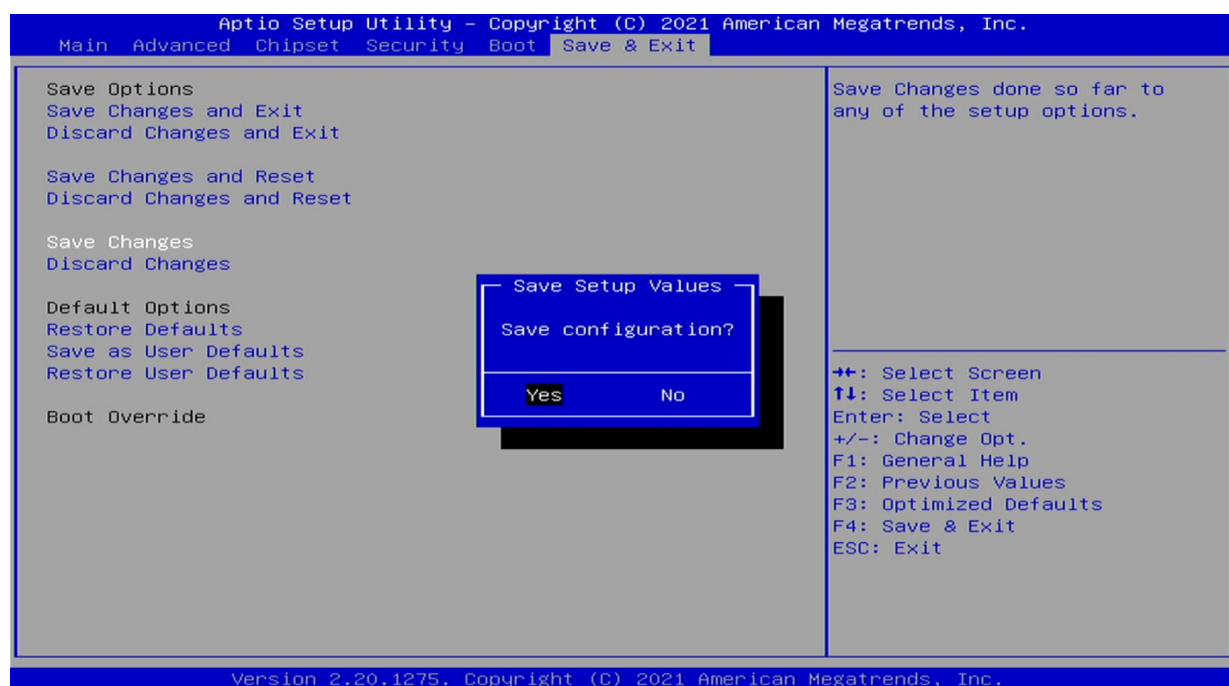 Aptio Setup Utility – Copyright (C) 2021 American Megatrends, Inc.
Main Advanced Chipset Security Boot Save & Exit
Save Options
Save Changes and Exit
Discard Changes and Exit
Save Changes and Reset
Discard Changes and Reset
Save Changes
Discard Changes
Default Options
Restore Defaults
Save as User Defaults
Restore User Defaults
Boot Override
Save Setup Values
Save configuration?
Yes No
Save Changes done so far to
any of the setup options.
→←: Select Screen
↑↓: Select Item
Enter: Select
+/-: Change Opt.
F1: General Help
F2: Previous Values
F3: Optimized Defaults
F4: Save & Exit
ESC: Exit
Version 2.20.1275. Copyright (C) 2021 American Megatrends, Inc.